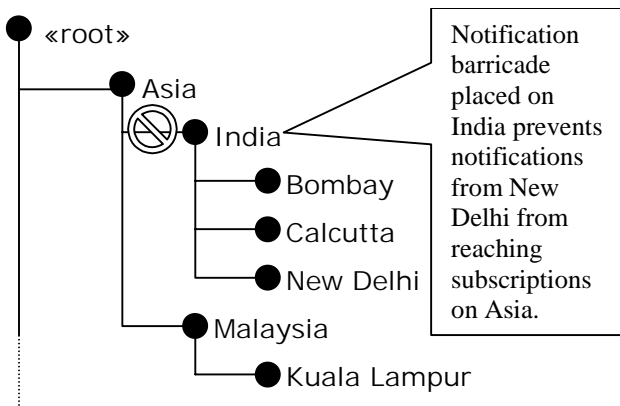 «root»
Asia
India
Bombay
Calcutta
New Delhi
Malaysia
Kuala Lampur
Notification
barricade
placed on
India prevents
notifications
from New
Delhi from
reaching
subscriptions
on Asia.